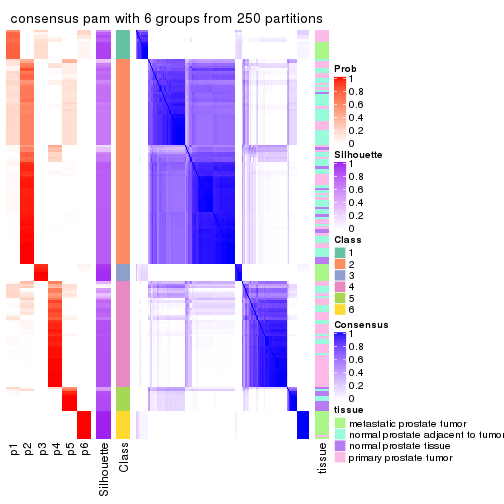 consensus pam with 6 groups from 250 partitions
Prob
1
0.8
0.6
0.4
0.2
0
Silhouette
1
0.8
0.6
0.4
0.2
0
Class
1
2
3
4
5
6
Consensus
1
0.8
0.6
0.4
0.2
0
tissue
metastatic prostate tumor
normal prostate adjacent to tumor
normal prostate tissue
primary prostate tumor
p1
p2
p3
p4
p5
p6
Silhouette
Class
tissue